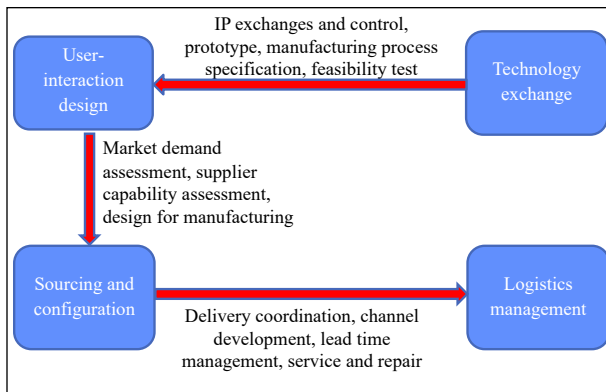 IP exchanges and control,
prototype, manufacturing process
specification, feasibility test
User-
interaction
design
Technology
exchange
Market demand
assessment, supplier
capability assessment,
design for manufacturing
Sourcing and
configuration
Logistics
management
Delivery coordination, channel
development, lead time
management, service and repair